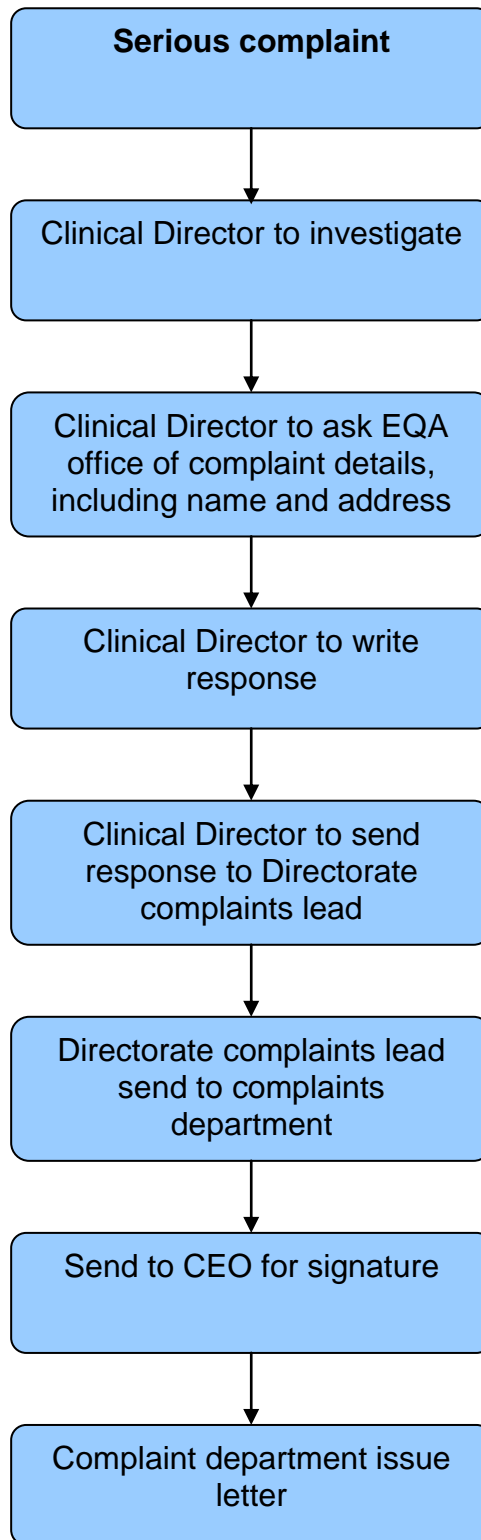 Serious complaint
Clinical Director to investigate
Clinical Director to ask EQA
office of complaint details,
including name and address
Clinical Director to write
response
Clinical Director to send
response to Directorate
complaints lead
Directorate complaints lead
send to complaints
department
Send to CEO for signature
Complaint department issue
letter